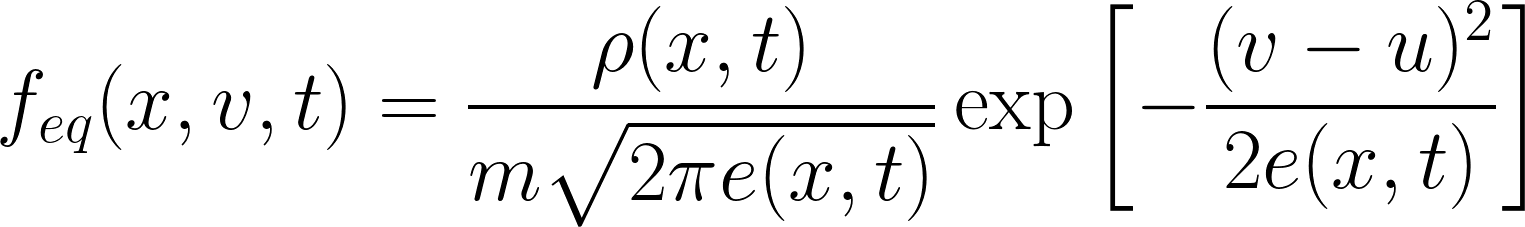 f_{eq}(x, v, t) = \frac{\rho(x, t)}{m\sqrt{2\pi e(x, t)}} \exp\left[-\frac{(v - u)^2}{2e(x, t)}\right]